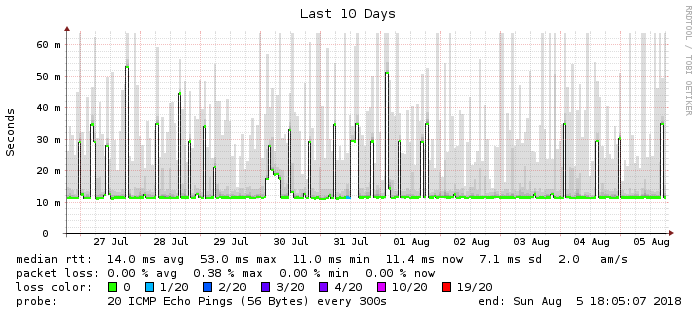 Last 10 Days
RRDTOOL / TOBI OETIKER
Seconds
60 m
50 m
40 m
30 m
20 m
10 m
0
27 Jul 28 Jul 29 Jul 30 Jul 31 Jul 01 Aug 02 Aug 03 Aug 04 Aug 05 Aug
median rtt: 14.0 ms avg 53.0 ms max 11.0 ms min 11.4 ms now 7.1 ms sd 2.0 am/s
packet loss: 0.00 % avg 0.38 % max 0.00 % min 0.00 % now
loss color: 0 1/20 2/20 3/20 4/20 10/20 19/20
probe: 20 ICMP Echo Pings (56 Bytes) every 300s end: Sun Aug 5 18:05:07 2018